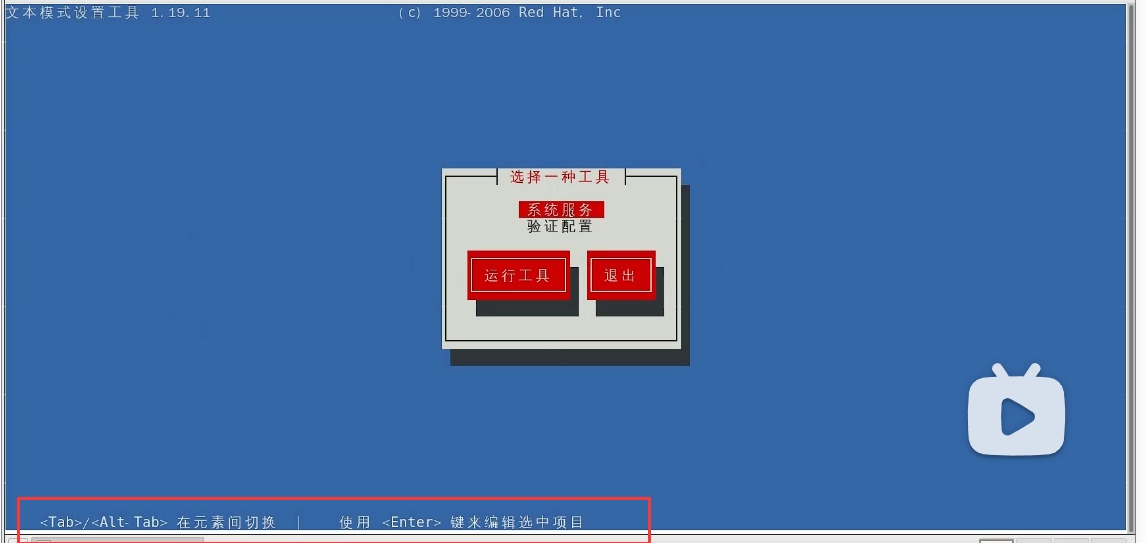 文本模式设置工具 1.19.11 (c) 1999-2006 Red Hat, Inc
选择一种工具
系统服务
验证配置
运行工具 退出
<Tab>/<Alt-Tab> 在元素间切换 | 使用 <Enter> 键来编辑选中项目